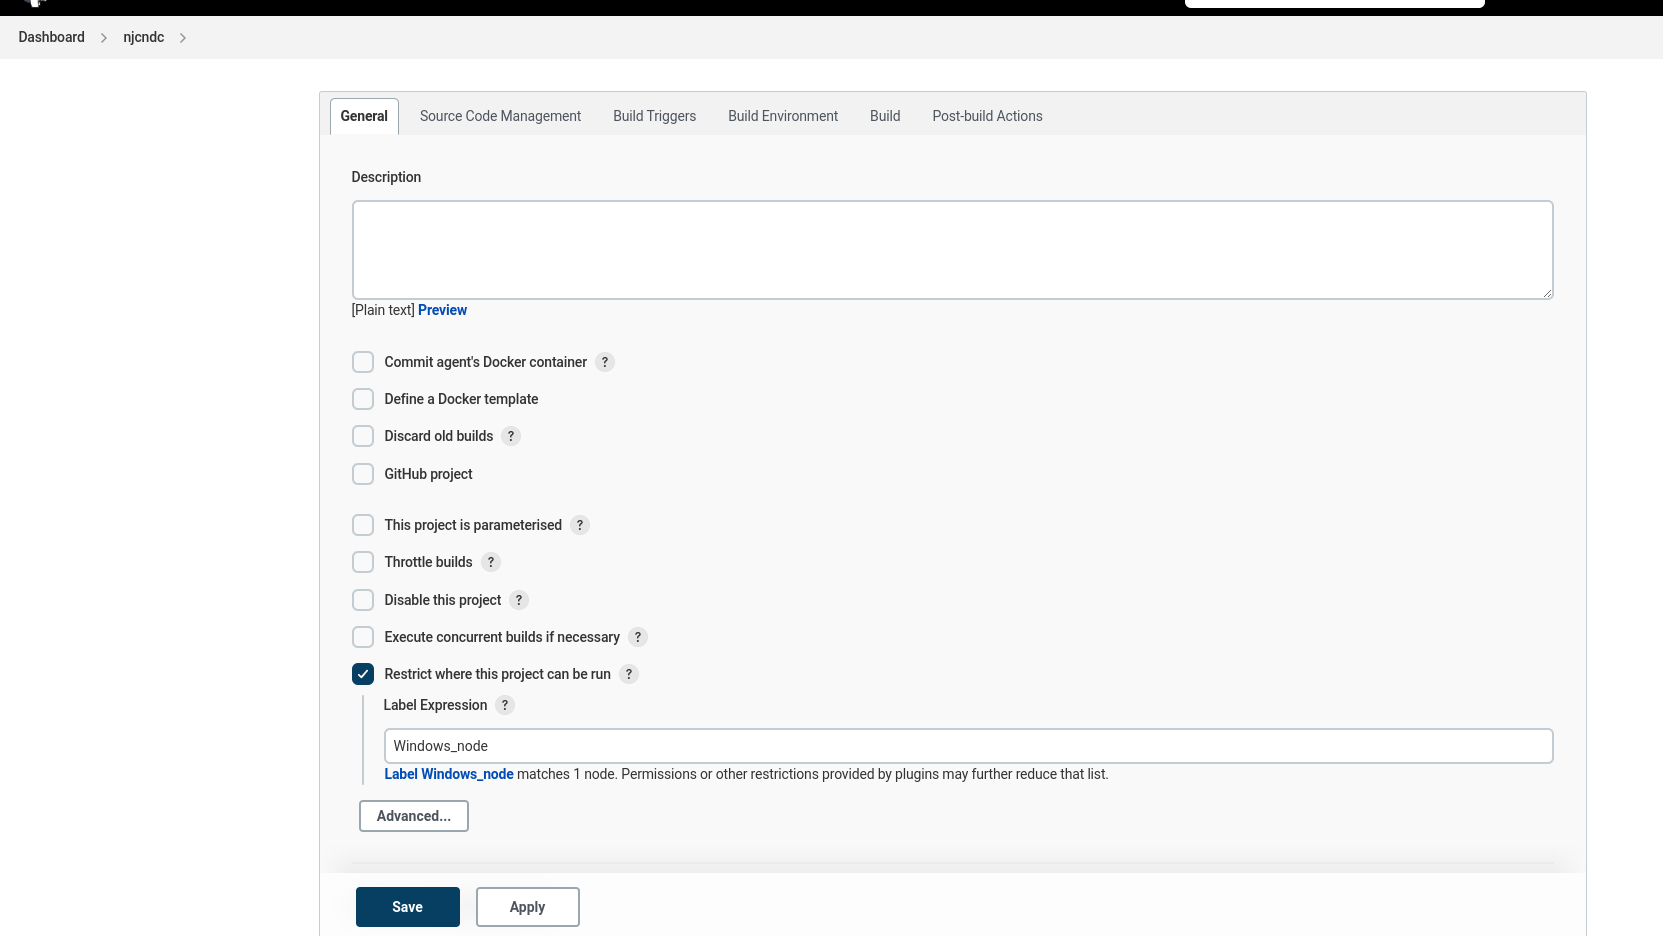 Dashboard njcndc
General Source Code Management Build Triggers Build Environment Build Post-build Actions
Description
[Plain text] Preview
Commit agent's Docker container ?
Define a Docker template
Discard old builds ?
GitHub project
This project is parameterised ?
Throttle builds ?
Disable this project ?
Execute concurrent builds if necessary ?
Restrict where this project can be run ?
Label Expression ?
Windows_node
Label Windows_node matches 1 node. Permissions or other restrictions provided by plugins may further reduce that list.
Advanced...
Save Apply